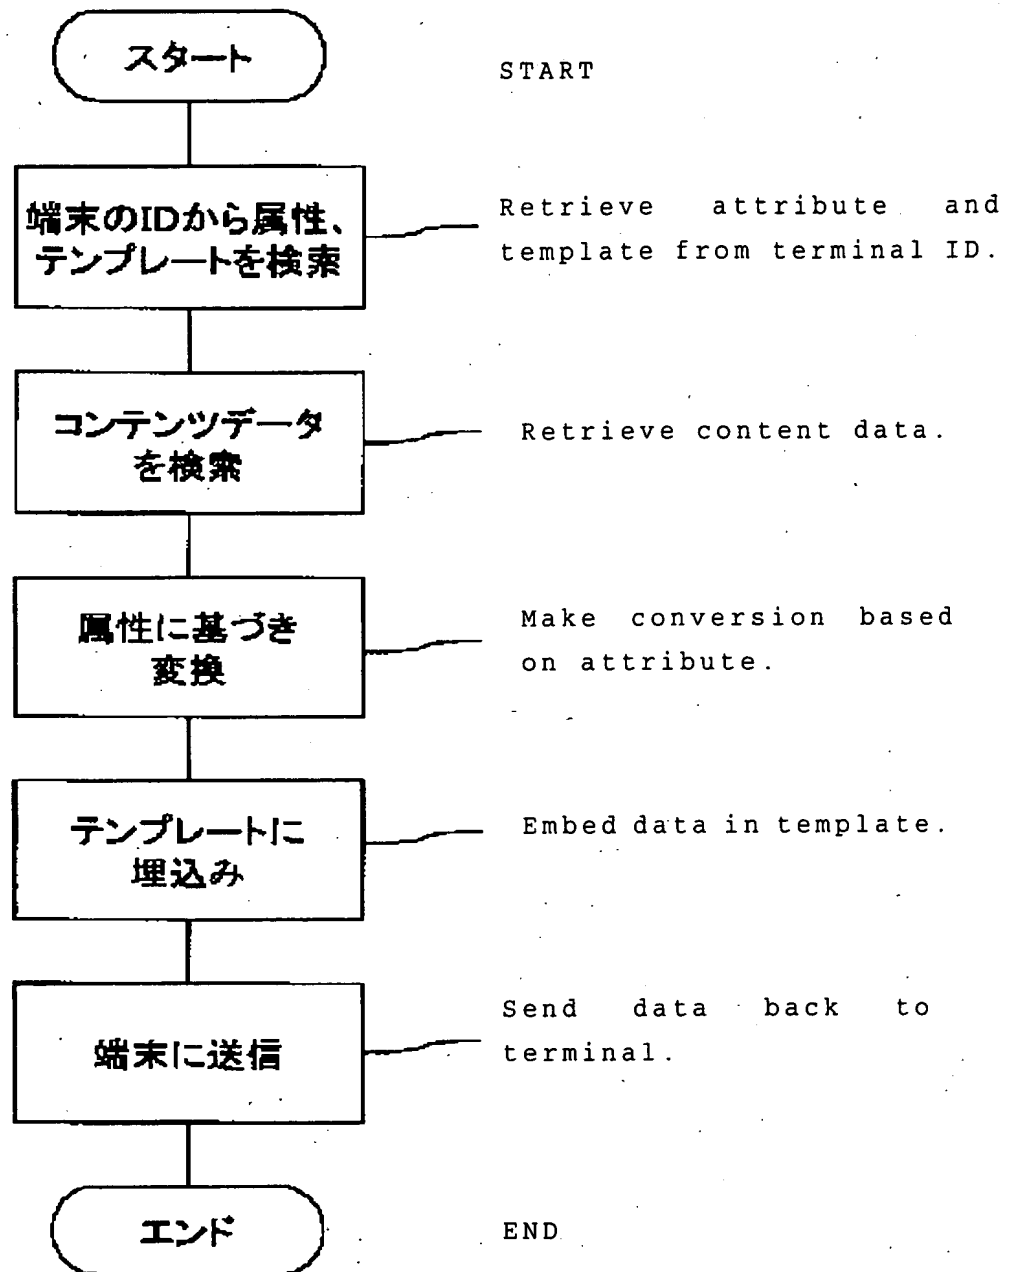 スタート
START
端末のIDから属性、
テンプレートを検索
Retrieve attribute and
template from terminal ID.
コンテンツデータ
を検索
Retrieve content data.
属性に基づき
変換
Make conversion based
on attribute.
テンプレートに
埋込み
Embed data in template.
端末に送信
Send data back to
terminal.
エンド
END